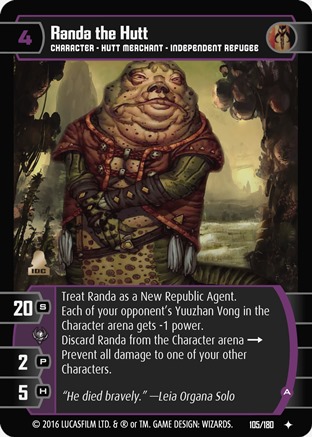 4
Randa the Hutt
CHARACTER • HUTT MERCHANT • INDEPENDENT REFUGEE
IDC
20 S
2 P
5 H
Treat Randa as a New Republic Agent.
Each of your opponent's Yuuzhan Vong in the
Character arena gets -1 power.
Discard Randa from the Character arena →
Prevent all damage to one of your other
Characters.
"He died bravely." —Leia Organa Solo
A
© 2016 LUCASFILM LTD. & ® or TM. GAME DESIGN: WIZARDS.
105/180